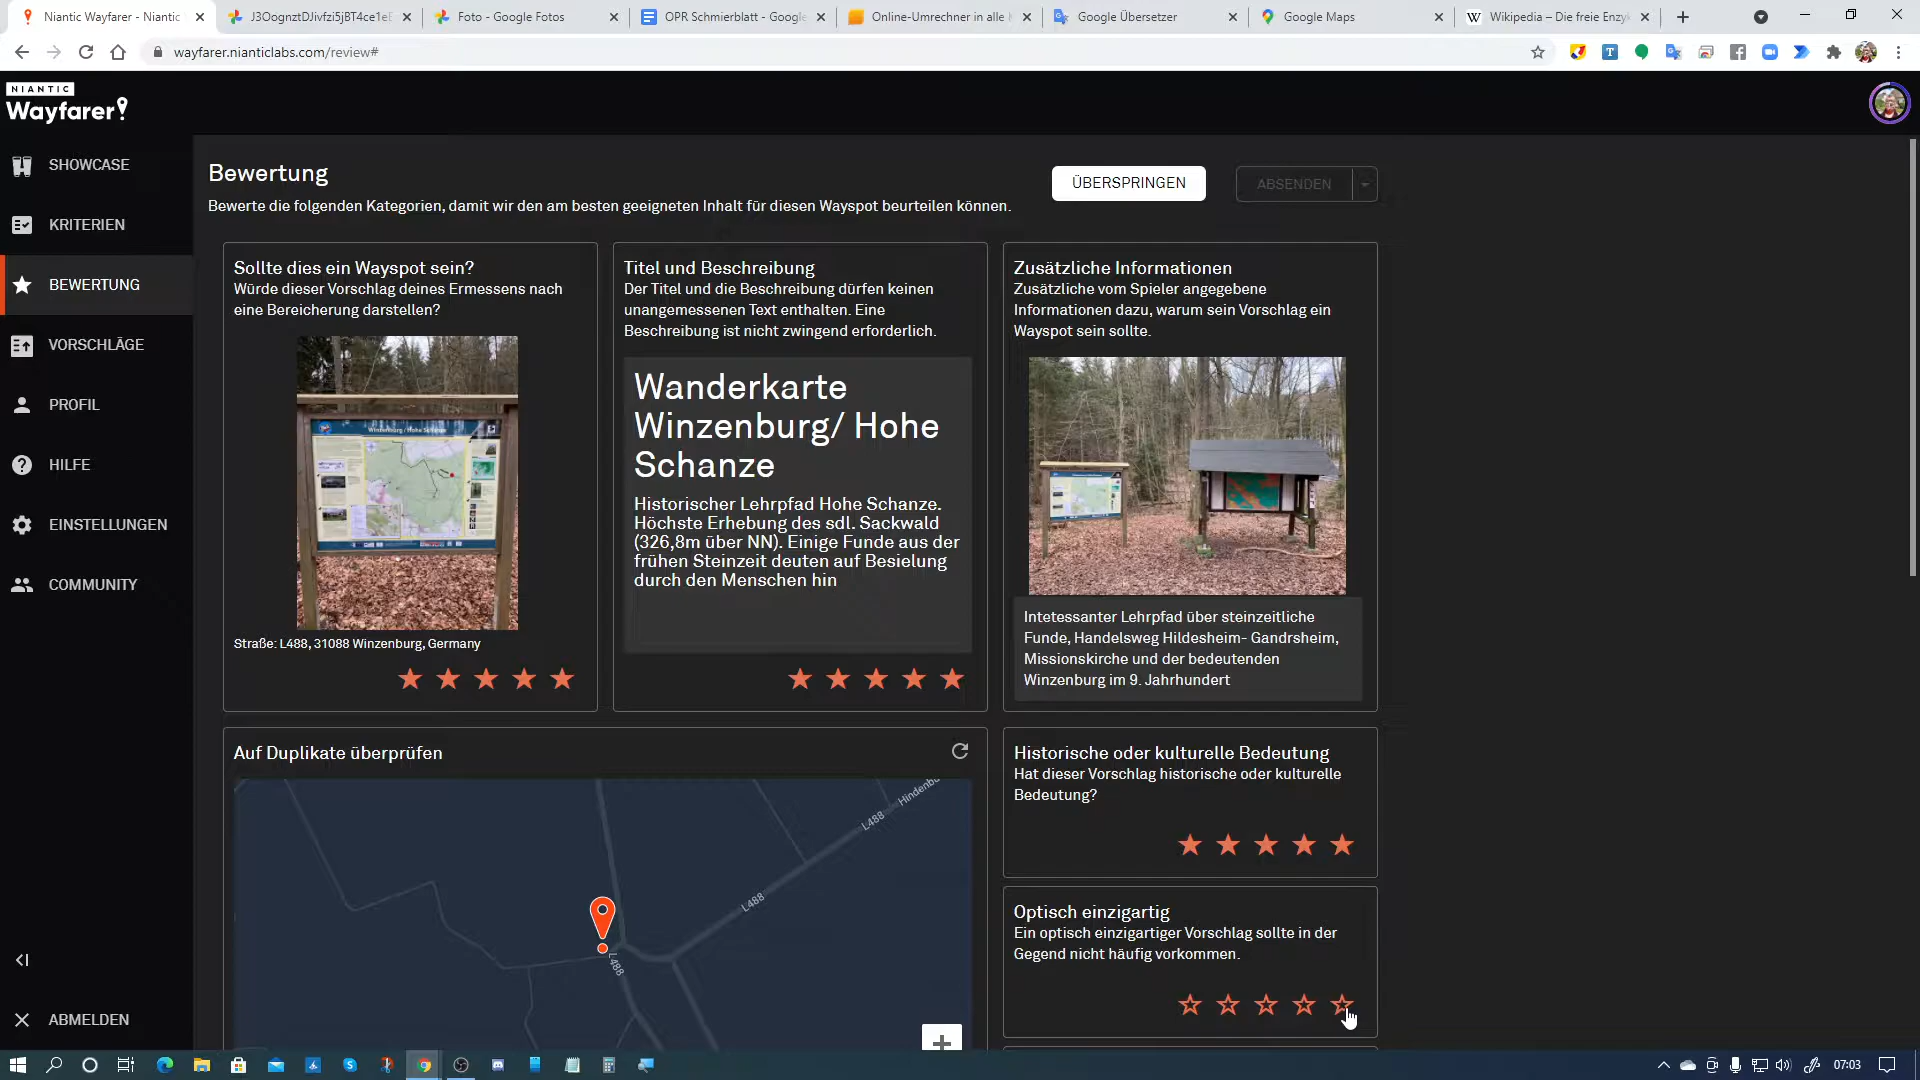 Niantic Wayfarer - Niantic
J3OognztDJivfzi5jBT4ce1e
Foto - Google Fotos
OPR Schmierblatt - Google
Online-Umrechner in alle
Google Übersetzer
Google Maps
Wikipedia – Die freie Enzyk
wayfarer.nianticlabs.com/review#
NIANTIC
Wayfarer
SHOWCASE
KRITERIEN
BEWERTUNG
VORSCHLÄGE
PROFIL
HILFE
EINSTELLUNGEN
COMMUNITY
ABMELDEN
Bewertung
Bewerte die folgenden Kategorien, damit wir den am besten geeigneten Inhalt für diesen Wayspot beurteilen können.
ÜBERSPRINGEN
ABSENDEN
Sollte dies ein Wayspot sein?
Würde dieser Vorschlag deines Ermessens nach
eine Bereicherung darstellen?
Winzenburg / Hohe Schanze
Straße: L488, 31088 Winzenburg, Germany
Titel und Beschreibung
Der Titel und die Beschreibung dürfen keinen
unangemessenen Text enthalten. Eine
Beschreibung ist nicht zwingend erforderlich.
Wanderkarte
Winzenburg/ Hohe
Schanze
Historischer Lehrpfad Hohe Schanze.
Höchste Erhebung des sdl. Sackwald
(326,8m über NN). Einige Funde aus der
frühen Steinzeit deuten auf Besielung
durch den Menschen hin
Zusätzliche Informationen
Zusätzliche vom Spieler angegebene
Informationen dazu, warum sein Vorschlag ein
Wayspot sein sollte.
Intetessanter Lehrpfad über steinzeitliche
Funde, Handelsweg Hildesheim- Gandrsheim,
Missionskirche und der bedeutenden
Winzenburg im 9. Jahrhundert
Auf Duplikate überprüfen
L488
Hindenbu
L488
L488
Historische oder kulturelle Bedeutung
Hat dieser Vorschlag historische oder kulturelle
Bedeutung?
Optisch einzigartig
Ein optisch einzigartiger Vorschlag sollte in der
Gegend nicht häufig vorkommen.
07:03